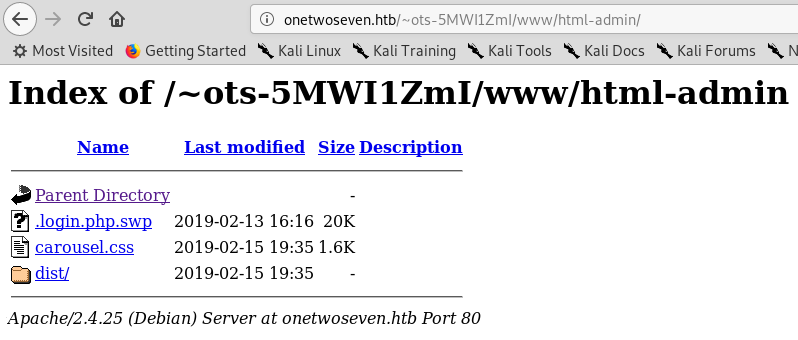 onetwoseven.htb/~ots-5MWI1ZmI/www/html-admin/
Most Visited Getting Started Kali Linux Kali Training Kali Tools Kali Docs Kali Forums N
Index of /~ots-5MWI1ZmI/www/html-admin
Name Last modified Size Description
Parent Directory -
.login.php.swp 2019-02-13 16:16 20K
carousel.css 2019-02-15 19:35 1.6K
dist/ 2019-02-15 19:35 -
Apache/2.4.25 (Debian) Server at onetwoseven.htb Port 80